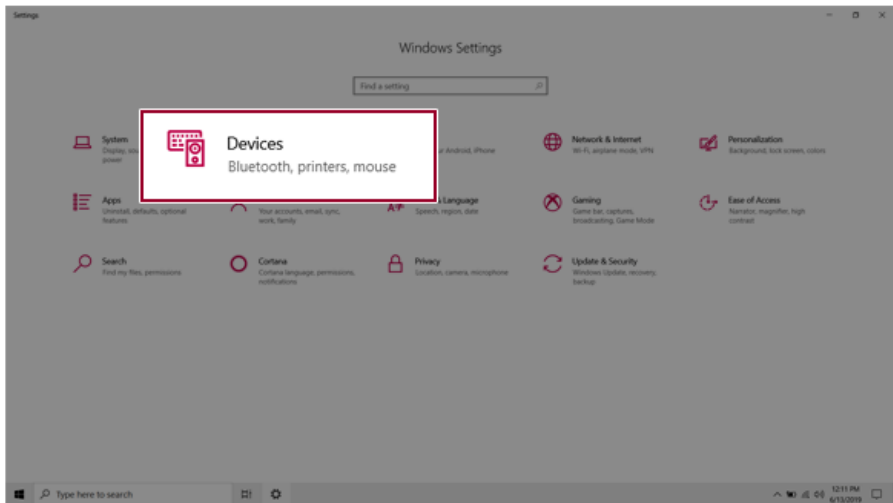 Settings
Windows Settings
Find a setting
System
Display, sou
power
Devices
Bluetooth, printers, mouse
ur Android, iPhone
Network & Internet
Wi-Fi, airplane mode, VPN
Personalization
Background, lock screen, colors
Apps
Uninstall, defaults, optional
features
Your accounts, email, sync,
work, family
Language
Speech, region, date
Gaming
Game bar, captures,
broadcasting, Game Mode
Ease of Access
Narrator, magnifier, high
contrast
Search
Find my files, permissions
Cortana
Cortana language, permissions,
notifications
Privacy
Location, camera, microphone
Update & Security
Windows Update, recovery,
backup
Type here to search
12:11 PM
6/13/2019